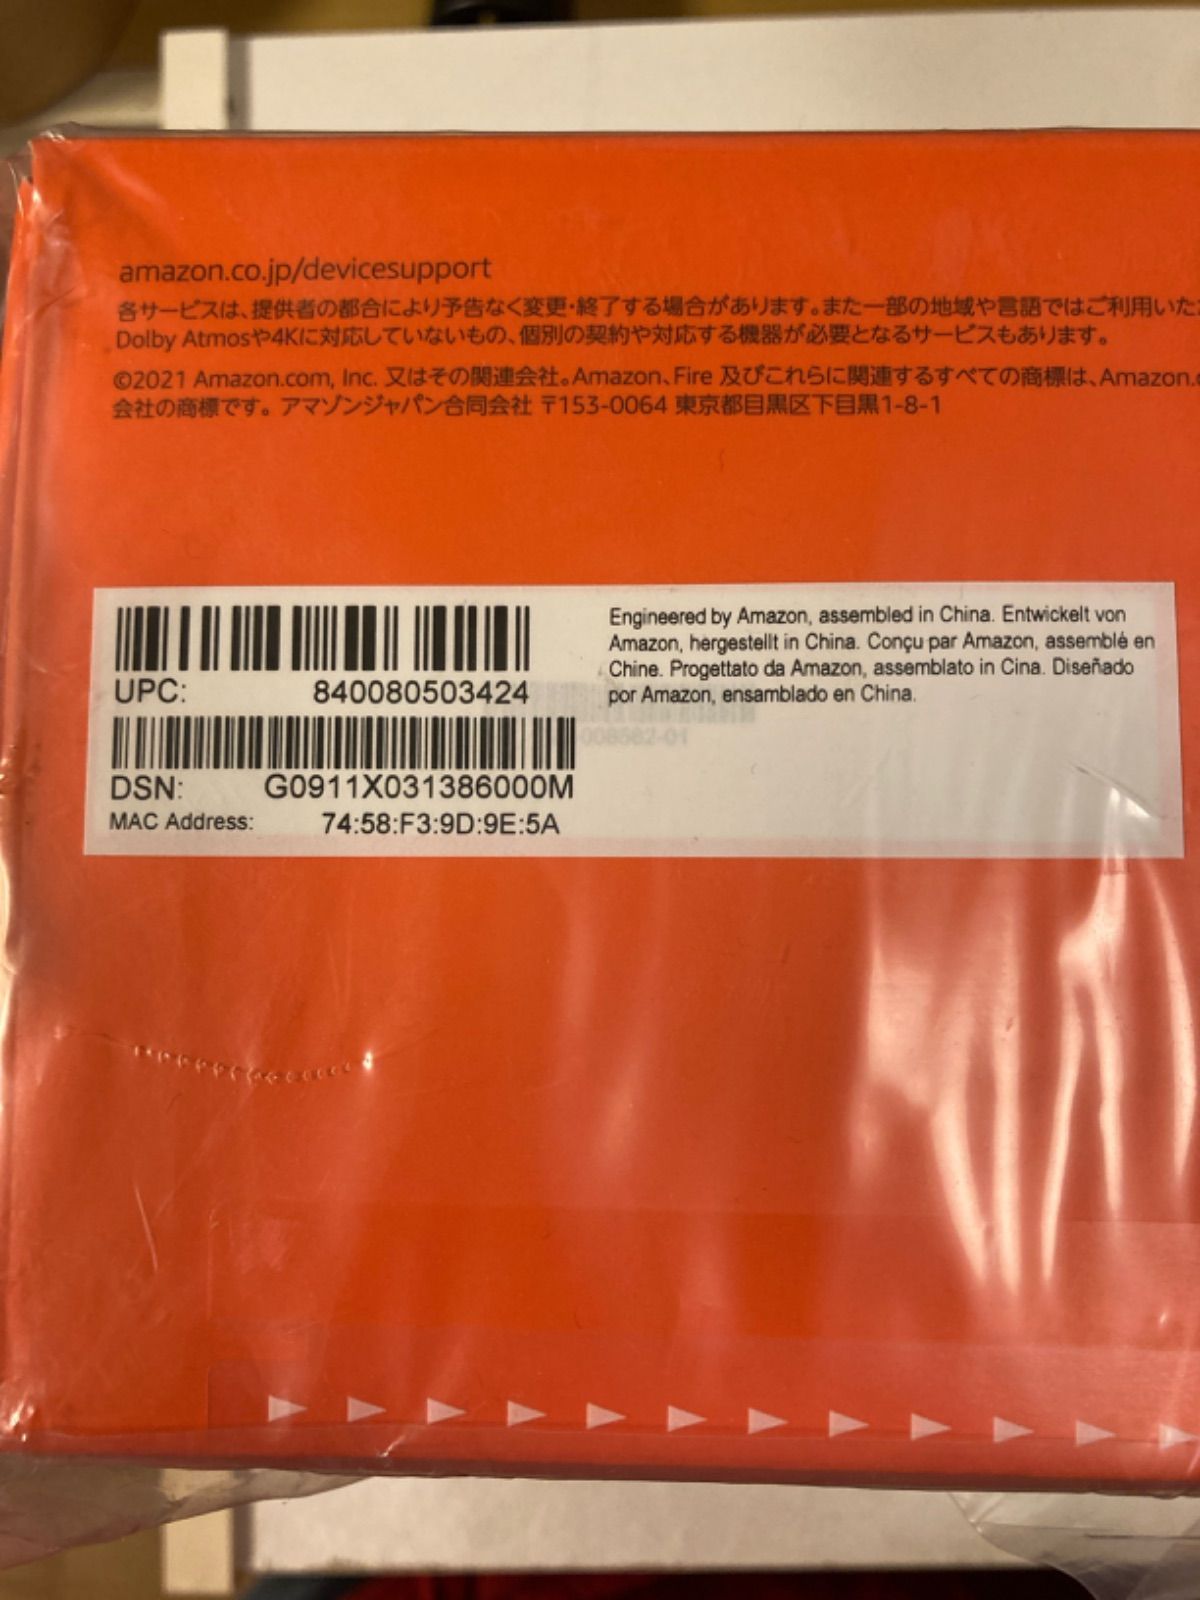 amazon.co.jp/devicesupport
各サービスは、提供者の都合により予告なく変更・終了する場合があります。また一部の地域や言語ではご利用いた
Dolby Atmosや4Kに対応していないもの、個別の契約や対応する機器が必要となるサービスもあります。
©2021 Amazon.com, Inc. 又はその関連会社。Amazon、Fire 及びこれらに関連するすべての商標は、Amazon.c
会社の商標です。アマゾンジャパン合同会社 〒153-0064 東京都目黒区下目黒1-8-1
UPC: 840080503424
DSN: G0911X031386000M
MAC Address: 74:58:F3:9D:9E:5A
Engineered by Amazon, assembled in China. Entwickelt von
Amazon, hergestellt in China. Conçu par Amazon, assemblé en
Chine. Progettato da Amazon, assemblato in Cina. Diseñado
por Amazon, ensamblado en China.